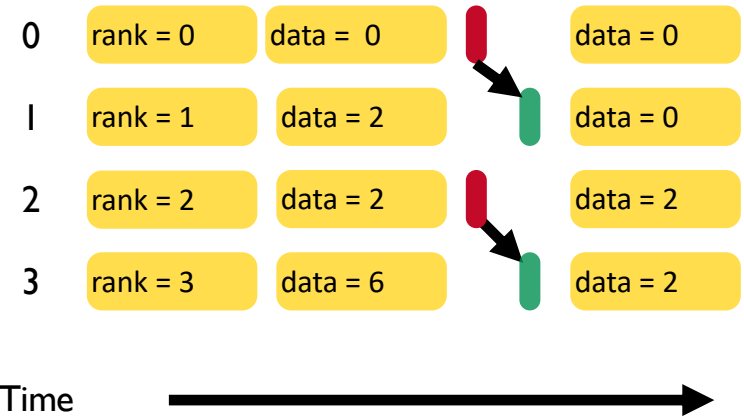 0 rank = 0 data = 0 data = 0
1 rank = 1 data = 2 data = 0
2 rank = 2 data = 2 data = 2
3 rank = 3 data = 6 data = 2
Time